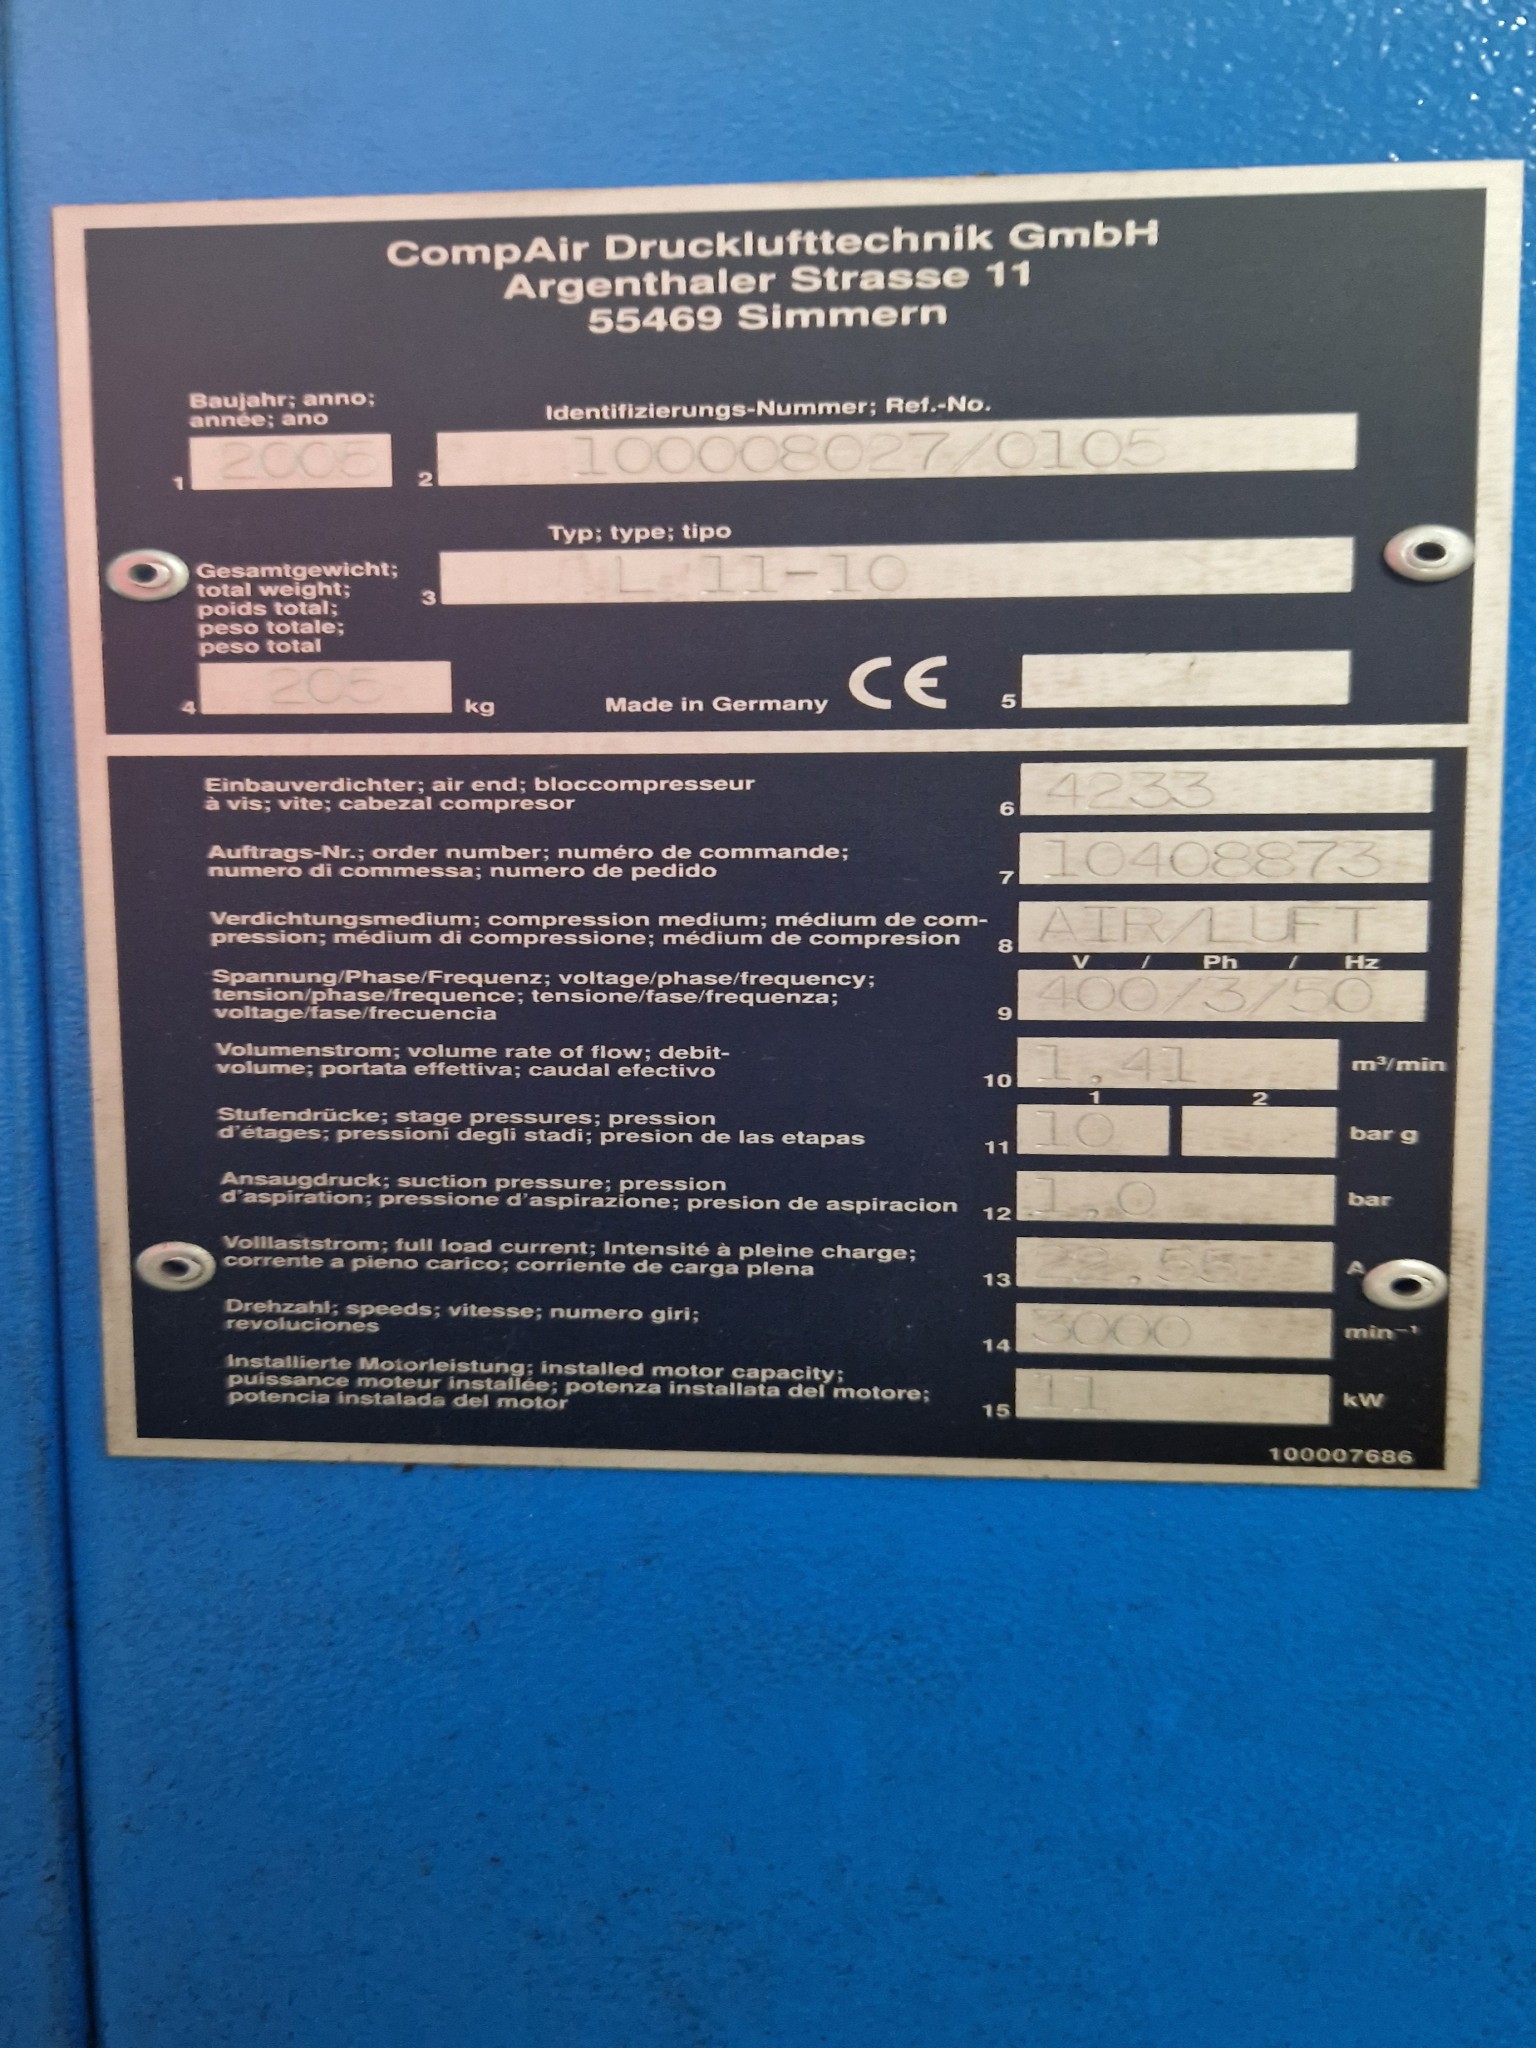 CompAir Drucklufttechnik GmbH
Argenthaler Strasse 11
55469 Simmern
Baujahr; anno;
année; ano
1 2005
Identifizierungs-Nummer; Ref.-No.
2 100008027/0105
Typ; type; tipo
3 L 11-10
Gesamtgewicht;
total weight;
poids total;
peso totale;
peso total
4 205 kg
Made in Germany CE 5
Einbauverdichter; air end; bloccompresseur
à vis; vite; cabezal compresor
6 4233
Auftrags-Nr.; order number; numéro de commande;
numero di commessa; numero de pedido
7 10408873
Verdichtungsmedium; compression medium; médium de com-
pression; médium di compressione; médium de compresion
8 AIR/LUFT
V / Ph / Hz
Spannung/Phase/Frequenz; voltage/phase/frequency;
tension/phase/frequence; tensione/fase/frequenza;
voltage/fase/frecuencia
9 400/3/50
Volumenstrom; volume rate of flow; debit-
volume; portata effettiva; caudal efectivo
10 1,41 m³/min
1 2
Stufendrücke; stage pressures; pression
d'étages; pressioni degli stadi; presion de las etapas
11 10 bar g
Ansaugdruck; suction pressure; pression
d'aspiration; pressione d'aspirazione; presion de aspiracion
12 1,0 bar
Volllaststrom; full load current; Intensité à pleine charge;
corrente a pieno carico; corriente de carga plena
13 A
Drehzahl; speeds; vitesse; numero giri;
revoluciones
14 3000 min⁻¹
Installierte Motorleistung; installed motor capacity;
puissance moteur installée; potenza installata del motore;
potencia instalada del motor
15 11 kW
100007686